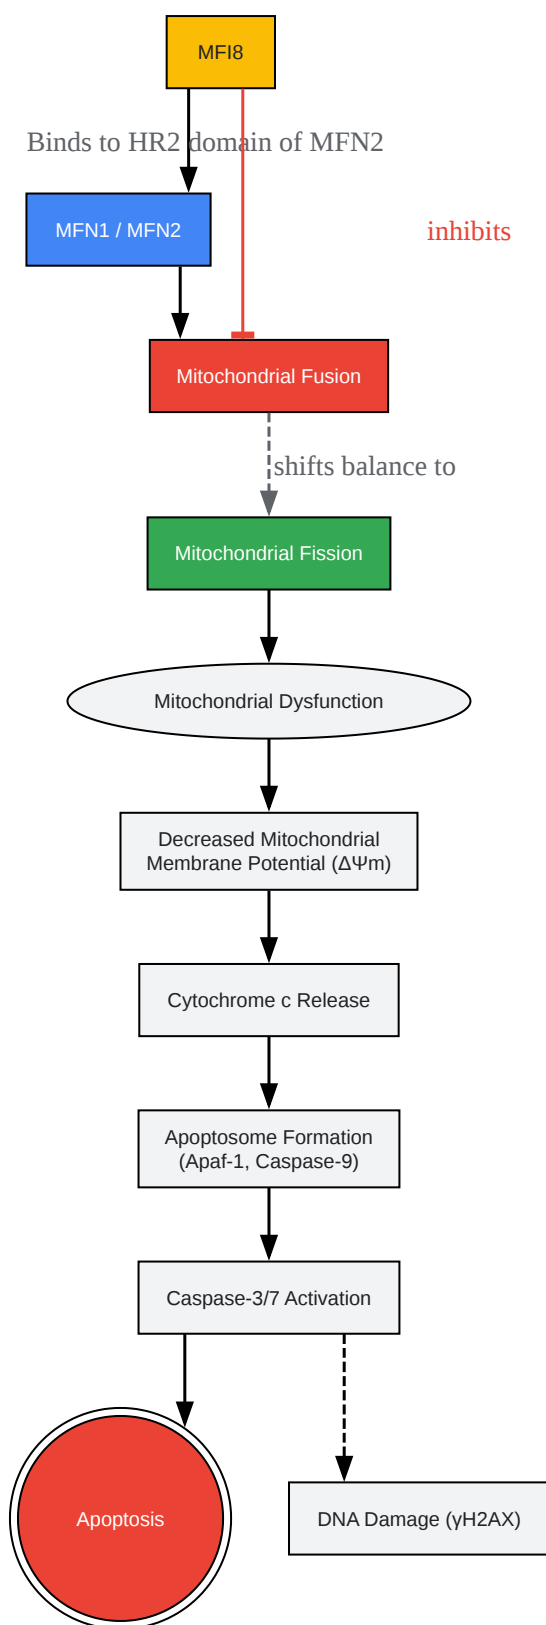 MFI8
Binds to HR2 domain of MFN2
MFN1 / MFN2
inhibits
Mitochondrial Fusion
shifts balance to
Mitochondrial Fission
Mitochondrial Dysfunction
Decreased Mitochondrial
Membrane Potential (ΔΨm)
Cytochrome c Release
Apoptosome Formation
(Apaf-1, Caspase-9)
Caspase-3/7 Activation
Apoptosis
DNA Damage (γH2AX)